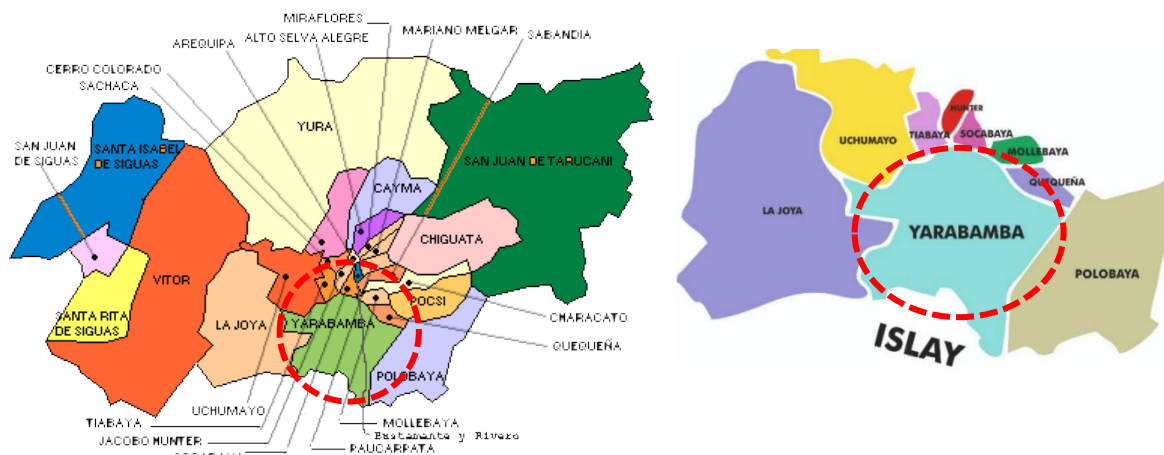 MIRAFLORES
ALTO SELVA ALEGRE
MARIANO MELGAR
AREQUIPA
SABANDIA
CERRO COLORADO
SACHACA
YURA
SAN JUAN
DE SIGUAS
SANTA ISABEL
DE SIGUAS
SAN JUAN DE TARUCANI
CAYMA
CHIGUATA
VITOR
POCSI
SANTA RITA
DE SIGUAS
LA JOYA
YARABAMBA
CHARACATO
QUEQUEÑA
POLOBAYA
UCHUMAYO
TIABAYA
MOLLEBAYA
JACOBO HUNTER
Bustamante y Rivero
PAUCARPATA
HUNTER
UCHUMAYO
TIABAYA
SOCABAYA
MOLLEBAYA
QUEQUEÑA
LA JOYA
YARABAMBA
POLOBAYA
ISLAY